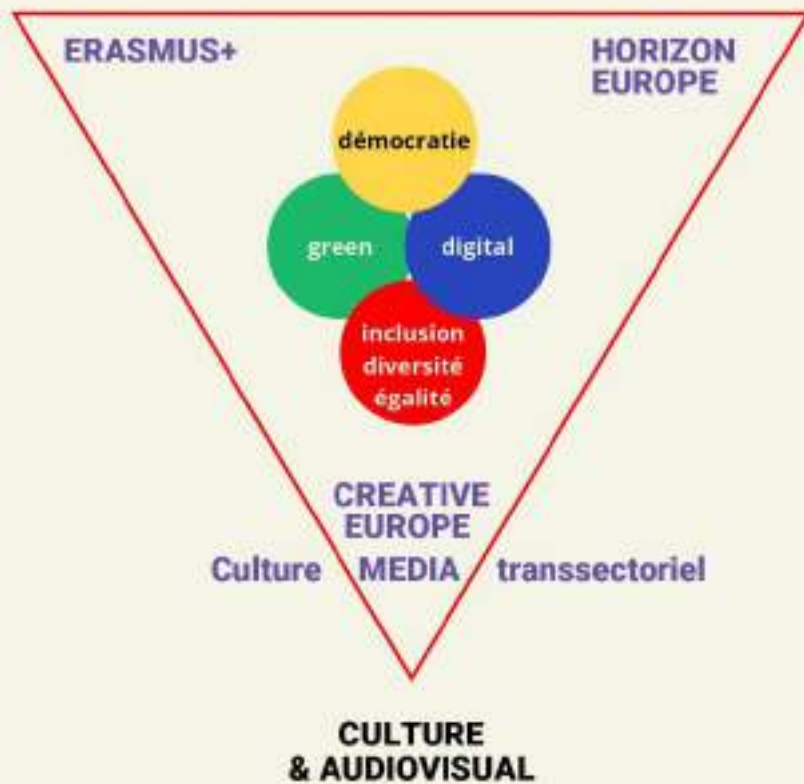 ERASMUS+
HORIZON
EUROPE
démocratie
green
digital
inclusion
diversité
égalité
CREATIVE
EUROPE
Culture MEDIA transsectoriel
CULTURE
& AUDIOVISUAL